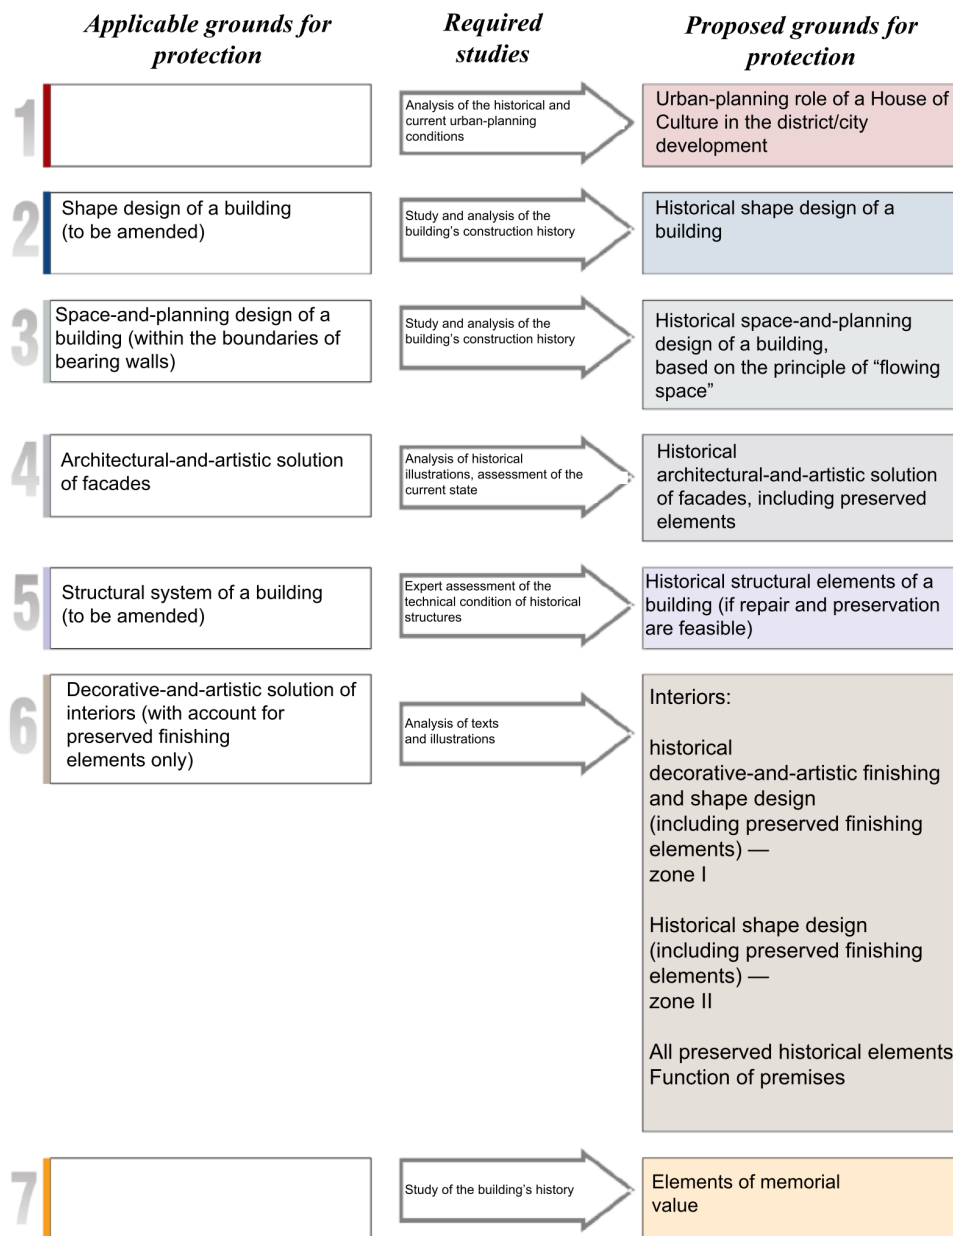 Applicable grounds for
protection
Required
studies
Proposed grounds for
protection
1
Analysis of the historical and
current urban-planning
conditions
Urban-planning role of a House of
Culture in the district/city
development
2
Shape design of a building
(to be amended)
Study and analysis of the
building's construction history
Historical shape design of a
building
3
Space-and-planning design of a
building (within the boundaries of
bearing walls)
Study and analysis of the
building's construction history
Historical space-and-planning
design of a building,
based on the principle of “flowing
space”
4
Architectural-and-artistic solution
of facades
Analysis of historical
illustrations, assessment of the
current state
Historical
architectural-and-artistic solution
of facades, including preserved
elements
5
Structural system of a building
(to be amended)
Expert assessment of the
technical condition of historical
structures
Historical structural elements of a
building (if repair and preservation
are feasible)
6
Decorative-and-artistic solution of
interiors (with account for
preserved finishing
elements only)
Analysis of texts
and illustrations
Interiors:
historical
decorative-and-artistic finishing
and shape design
(including preserved finishing
elements) —
zone I
Historical shape design
(including preserved finishing
elements) —
zone II
All preserved historical elements
Function of premises
7
Study of the building's history
Elements of memorial
value